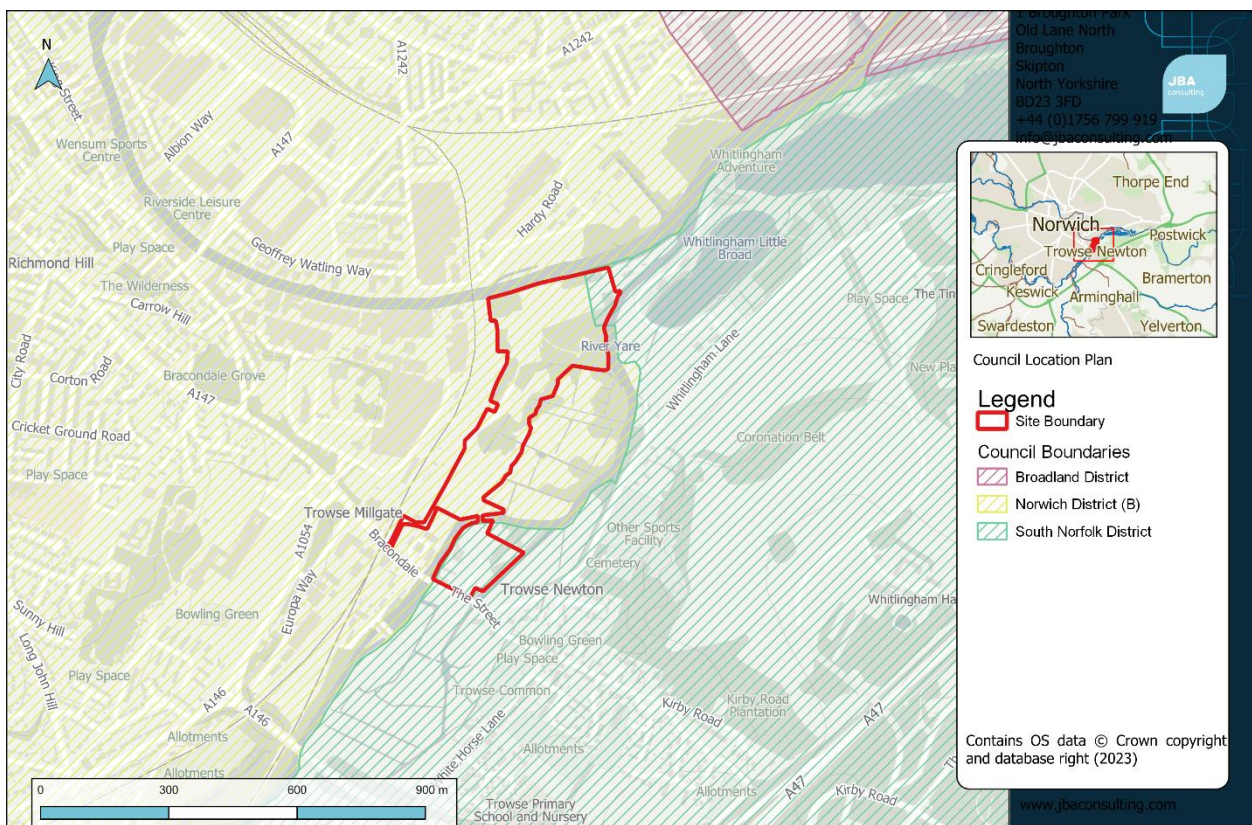 N
King Street
A1242
A1242
Wensum Sports
Centre
Albion Way
A147
Riverside Leisure
Centre
Play Space
Geoffrey Watling Way
Richmond Hill
The Wilderness
Carrow Hill
City Road
Corton Road
Bracondale Grove
A147
Cricket Ground Road
Play Space
Hardy Road
Whitlingham
Adventure
Whitlingham Little
Broad
Play Space
The Tin
River Yare
Whitlingham Lane
New Pla
Coronation Belt
Trowse Millgate
A1054
Bracondale
Europa Way
Bowling Green
Sunny Hill
Long John Hill
Play Space
A146
A146
Allotments
Allotments
Other Sports
Facility
Cemetery
Trowse Newton
The Street
Whitlingham Ha
Bowling Green
Play Space
Trowse Common
Kirby Road
Kirby Road
Plantation
A47
White Horse Lane
Allotments
Trowse Primary
School and Nursery
Allotments
A47
Kirby Road
Th
0 300 600 900 m
1 Broughton Park
Old Lane North
Broughton
Skipton
North Yorkshire
BD23 3FD
+44 (0)1756 799 919
info@jbaconsulting.com
JBA
consulting
Thorpe End
Norwich
Postwick
Trowse Newton
Cringleford
Bramerton
Keswick
Arminghall
Swardeston
Yelverton
Council Location Plan
Legend
Site Boundary
Council Boundaries
Broadland District
Norwich District (B)
South Norfolk District
Contains OS data © Crown copyright
and database right (2023)
www.jbaconsulting.com